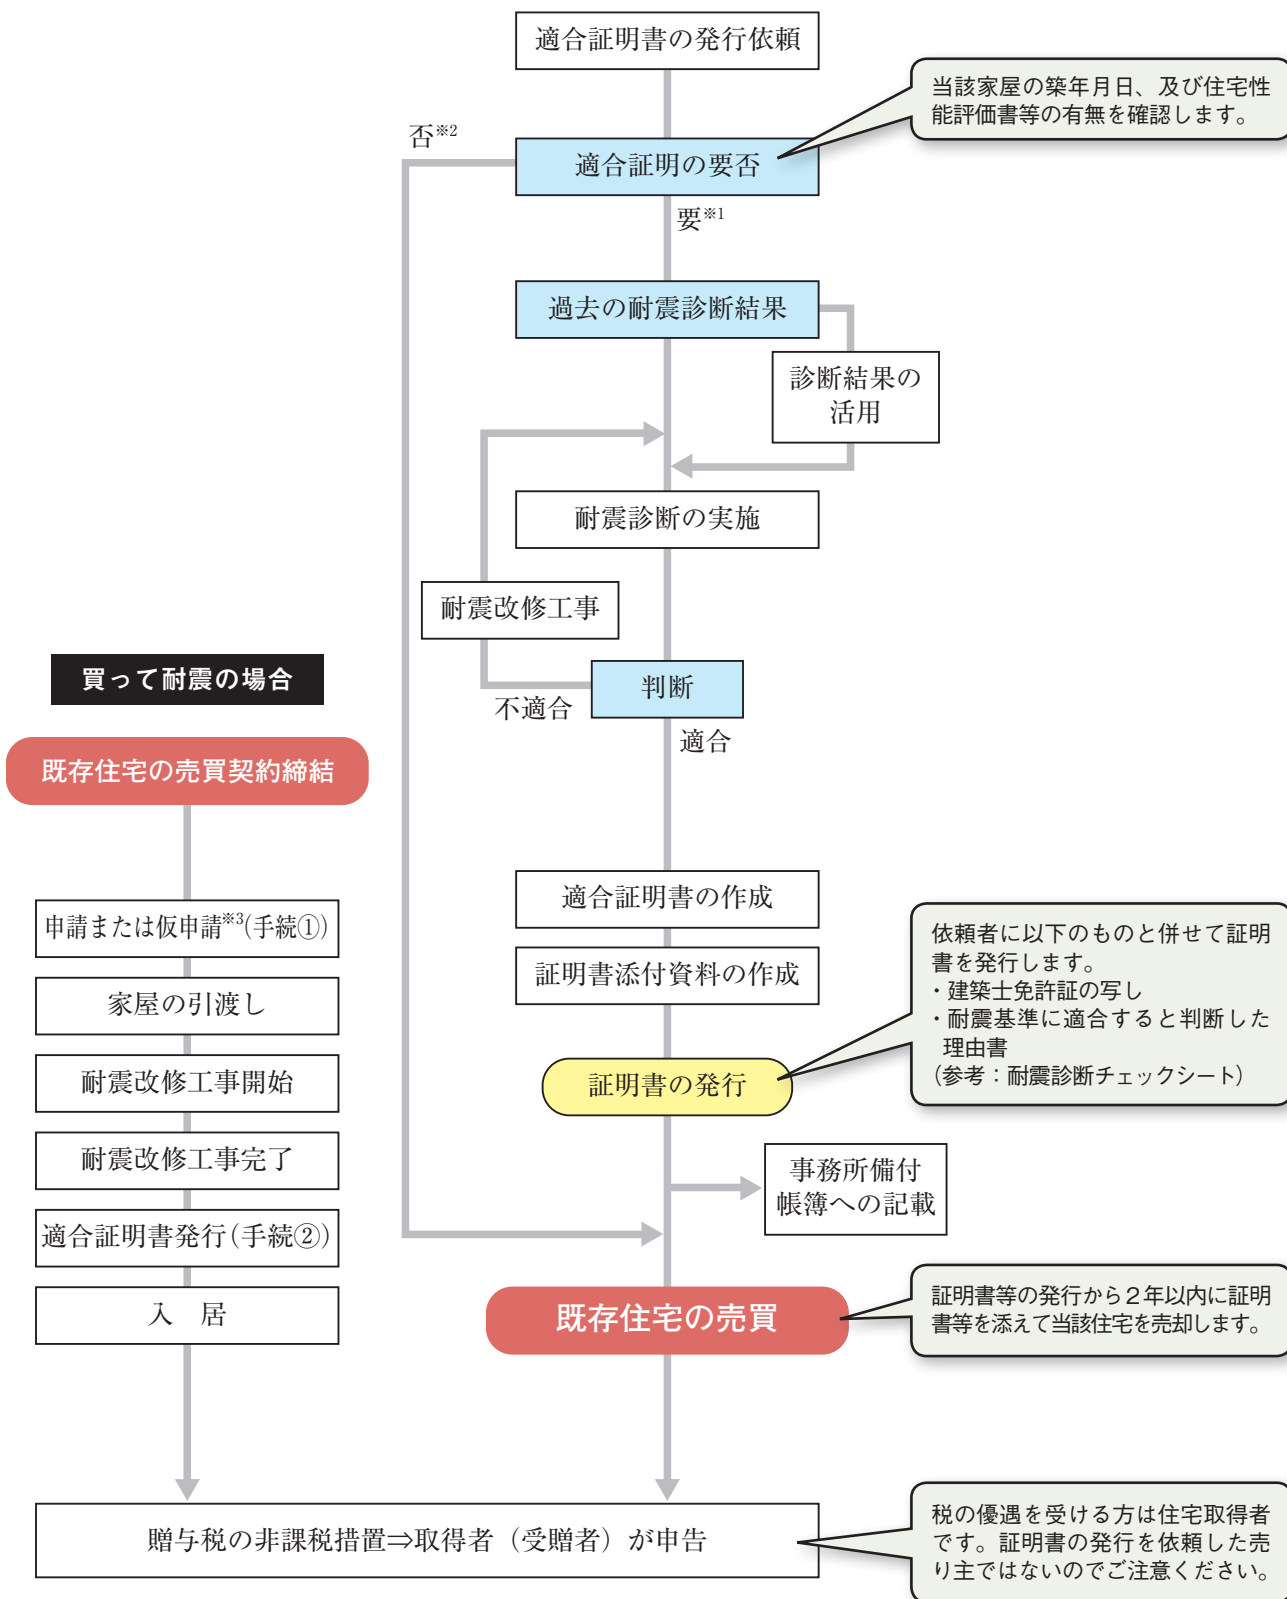 適合証明書の発行依頼
当該家屋の築年月日、及び住宅性
能評価書等の有無を確認します。
否※2
適合証明の要否
要※1
過去の耐震診断結果
診断結果の
活用
耐震診断の実施
耐震改修工事
判断
不適合
適合
買って耐震の場合
既存住宅の売買契約締結
申請または仮申請※3(手続①)
家屋の引渡し
耐震改修工事開始
耐震改修工事完了
適合証明書発行(手続②)
入　居
適合証明書の作成
証明書添付資料の作成
証明書の発行
依頼者に以下のものと併せて証明
書を発行します。
・建築士免許証の写し
・耐震基準に適合すると判断した
理由書
(参考：耐震診断チェックシート)
事務所備付
帳簿への記載
既存住宅の売買
証明書等の発行から２年以内に証明
書等を添えて当該住宅を売却します。
贈与税の非課税措置⇒取得者（受贈者）が申告
税の優遇を受ける方は住宅取得者
です。証明書の発行を依頼した売
り主ではないのでご注意ください。